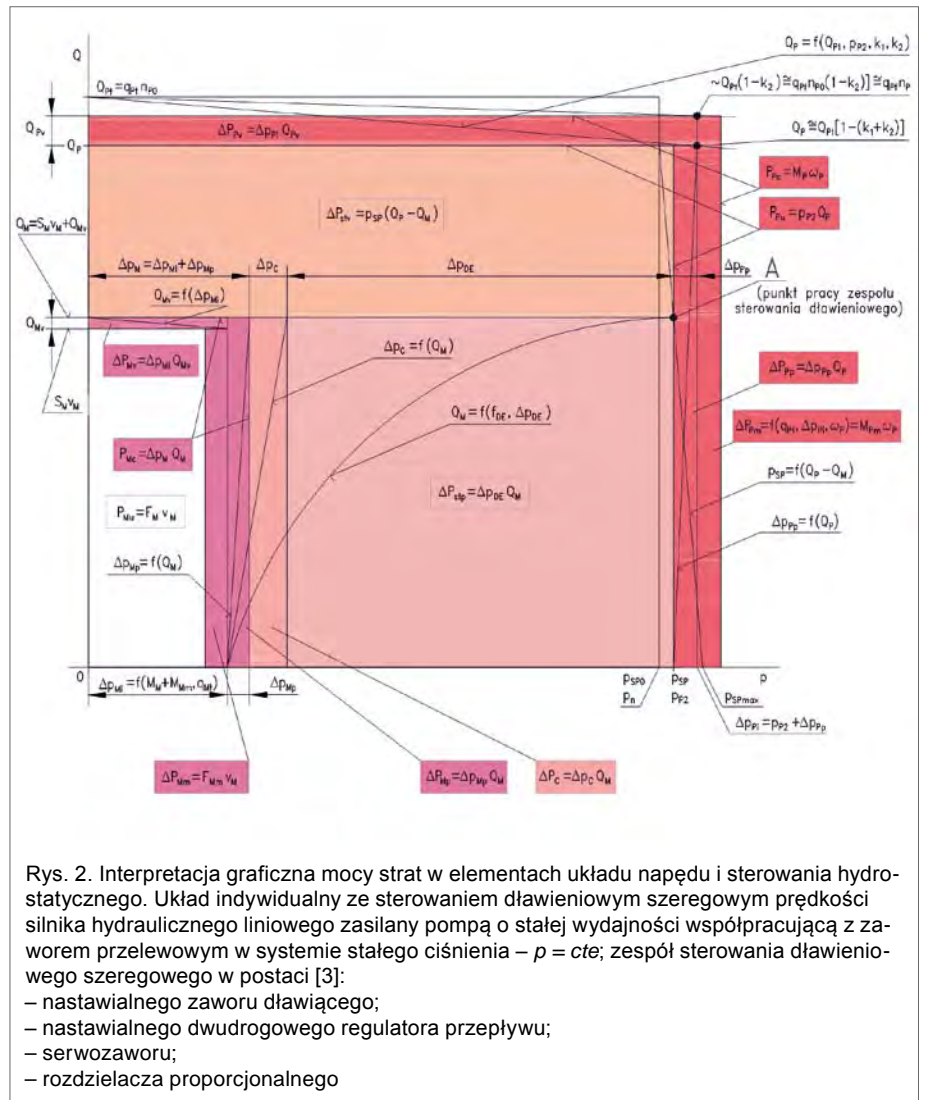 Q
Q_P=f(Q_Pt, p_P2, k_1, k_2)
Q_Pt=q_Pt n_P0
~Q_Pt(1-k_2)≅q_Pt n_P0(1-k_2)]≅q_Pt n_P
Q_Pv
ΔP_Pv=Δp_Pi Q_Pv
Q_P
Q_P≅Q_Pt[1-(k_1+k_2)]
P_Pc=M_P ω_P
ΔP_stv=p_SP(Q_P-Q_M)
P_Pu=p_P2 Q_P
Q_M=S_M v_M+Q_Mv
Δp_M=Δp_Mi+Δp_Mp
Δp_C
Δp_DE
Δp_Pp
A
(punkt pracy zespołu
sterowania dławieniowego)
Q_Mv=f(Δp_Mi)
Q_Mv
Δp_C=f(Q_M)
ΔP_Mv=Δp_Mi Q_Mv
ΔP_Pp=Δp_Pp Q_P
S_M v_M
Q_M=f(f_DE, Δp_DE)
ΔP_Pm=f(q_Pt, Δp_Pi, ω_P)=M_Pm ω_P
P_Mc=Δp_M Q_M
p_SP=f(Q_P-Q_M)
ΔP_stp=Δp_DE Q_M
P_Mu=F_M v_M
Δp_Pp=f(Q_P)
Δp_Mp=f(Q_M)
0
Δp_Mi=f(M_M+M_Mm, q_Mt)
Δp_Mp
p_SP0
p_SP
p
p_n
p_P2
p_SPmax
Δp_Pi=p_P2+Δp_Pp
ΔP_Mm=F_Mm v_M
ΔP_Mp=Δp_Mp Q_M
ΔP_C=Δp_C Q_M
Rys. 2. Interpretacja graficzna mocy strat w elementach układu napędu i sterowania hydro-
statycznego. Układ indywidualny ze sterowaniem dławieniowym szeregowym prędkości
silnika hydraulicznego liniowego zasilany pompą o stałej wydajności współpracującą z za-
worem przelewowym w systemie stałego ciśnienia – p = cte; zespół sterowania dławienio-
wego szeregowego w postaci [3]:
– nastawialnego zaworu dławiącego;
– nastawialnego dwudrogowego regulatora przepływu;
– serwozaworu;
– rozdzielacza proporcjonalnego